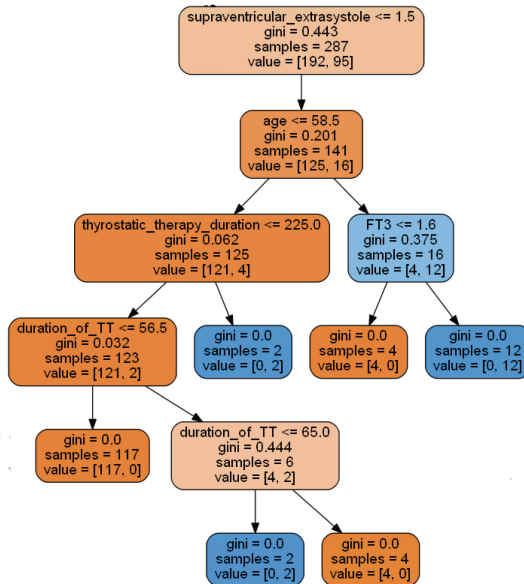 supraventricular_extrasystole <= 1.5
gini = 0.443
samples = 287
value = [192, 95]
age <= 58.5
gini = 0.201
samples = 141
value = [125, 16]
thyrostatic_therapy_duration <= 225.0
gini = 0.062
samples = 125
value = [121, 4]
FT3 <= 1.6
gini = 0.375
samples = 16
value = [4, 12]
duration_of_TT <= 56.5
gini = 0.032
samples = 123
value = [121, 2]
gini = 0.0
samples = 2
value = [0, 2]
gini = 0.0
samples = 4
value = [4, 0]
gini = 0.0
samples = 12
value = [0, 12]
gini = 0.0
samples = 117
value = [117, 0]
duration_of_TT <= 65.0
gini = 0.444
samples = 6
value = [4, 2]
gini = 0.0
samples = 2
value = [0, 2]
gini = 0.0
samples = 4
value = [4, 0]